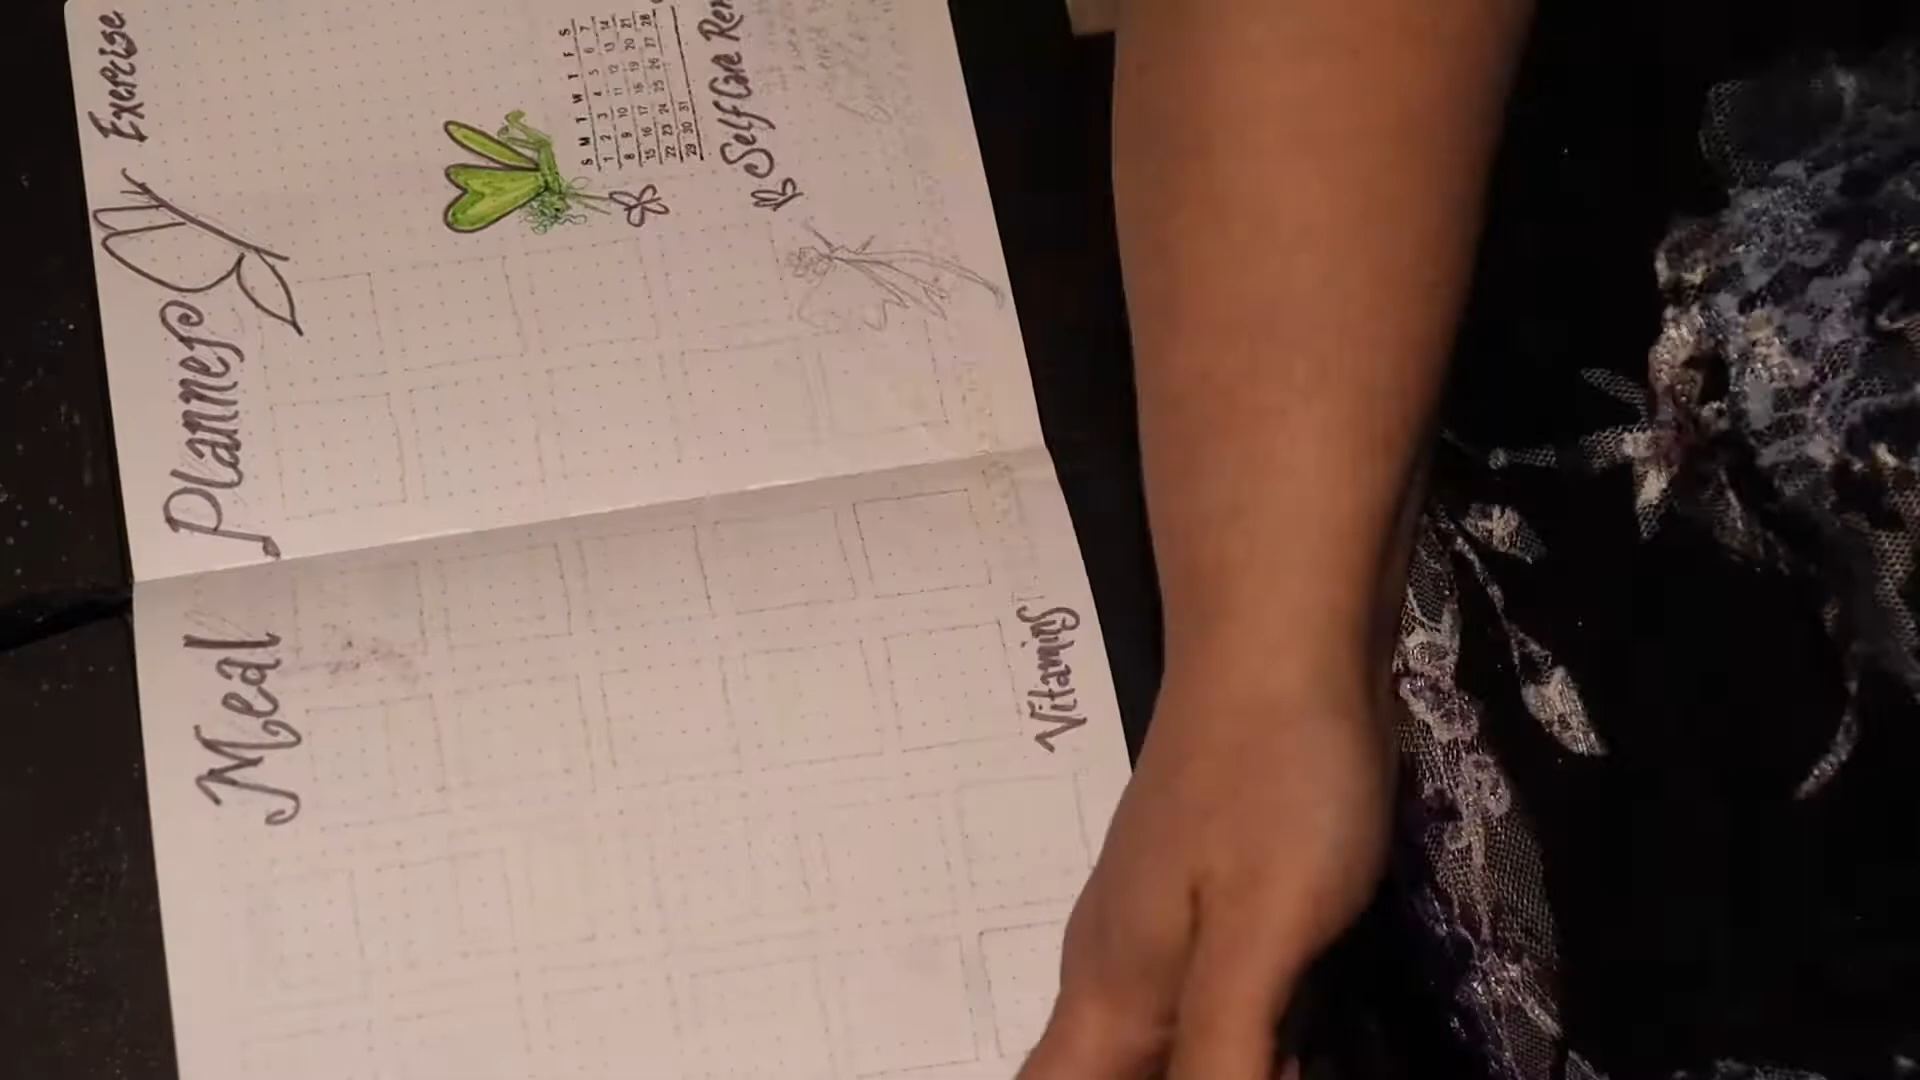 Meal Planner
Exercise
S M T W T F S
1 2 3 4 5 6 7
8 9 10 11 12 13 14
15 16 17 18 19 20 21
22 23 24 25 26 27 28
29 30 31
Self Care
Vitamins